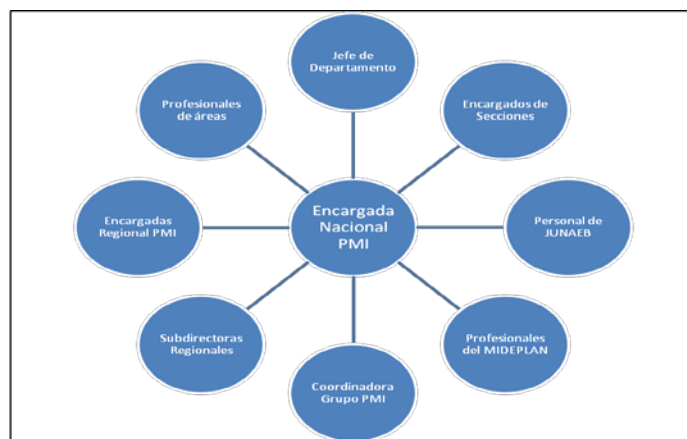 Jefe de
Departamento
Profesionales
de áreas
Encargados de
Secciones
Encargadas
Regional PMI
Encargada
Nacional
PMI
Personal de
JUNAEB
Subdirectoras
Regionales
Profesionales
del MIDEPLAN
Coordinadora
Grupo PMI